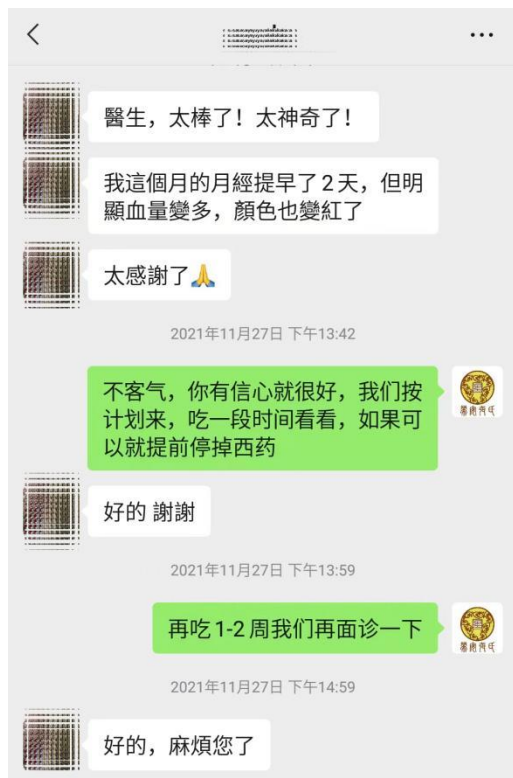 醫生，太棒了！太神奇了！
我這個月的月經提早了2天，但明
顯血量變多，顏色也變紅了
太感謝了🙏
2021年11月27日 下午13:42
不客气，你有信心就很好，我们按
计划来，吃一段时间看看，如果可
以就提前停掉西药
好的 謝謝
2021年11月27日 下午13:59
再吃1-2周我们再面诊一下
2021年11月27日 下午14:59
好的，麻煩您了